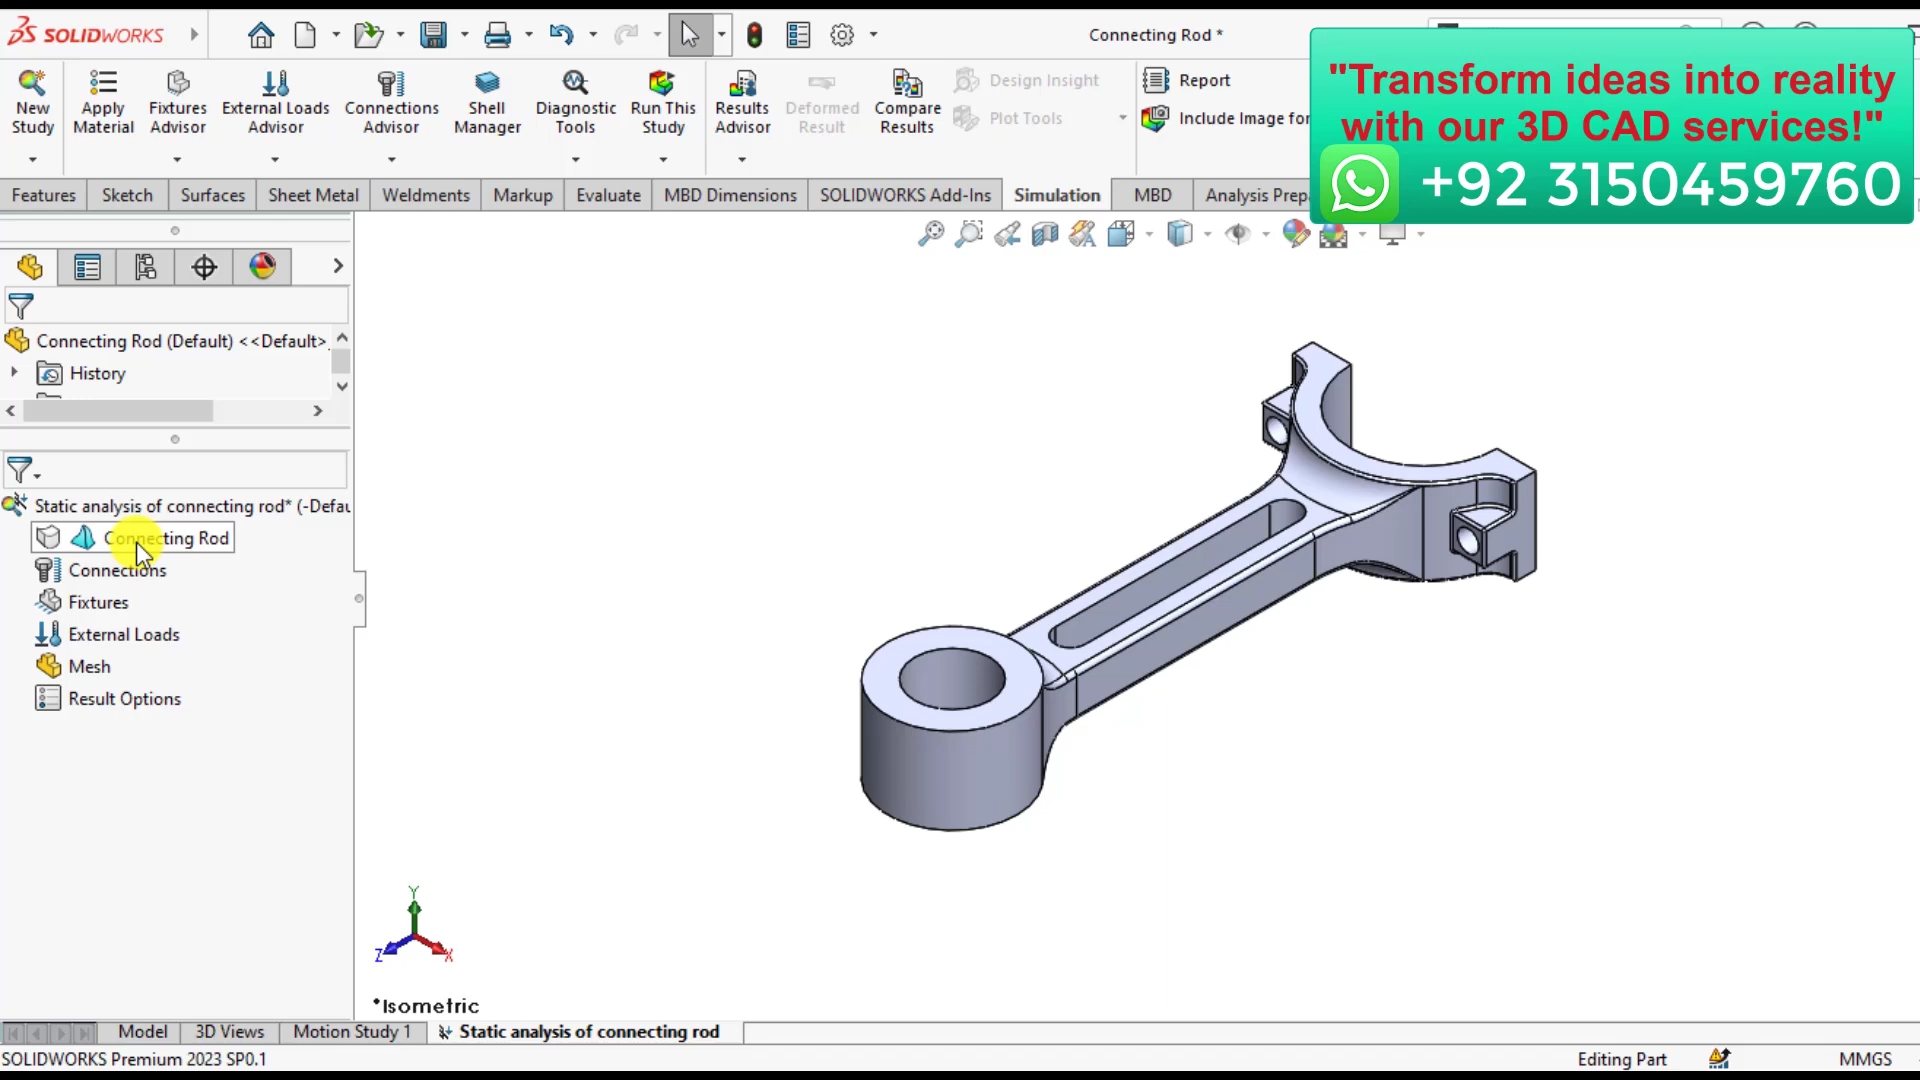 SOLIDWORKS
Connecting Rod *
"Transform ideas into reality
with our 3D CAD services!"
+92 3150459760
New Study
Apply Material
Fixtures Advisor
External Loads Advisor
Connections Advisor
Shell Manager
Diagnostic Tools
Run This Study
Results Advisor
Deformed Result
Compare Results
Design Insight
Plot Tools
Report
Include Image for
Features
Sketch
Surfaces
Sheet Metal
Weldments
Markup
Evaluate
MBD Dimensions
SOLIDWORKS Add-Ins
Simulation
MBD
Analysis Prep
Connecting Rod (Default) <<Default>
History
Static analysis of connecting rod* (-Defau
Connecting Rod
Connections
Fixtures
External Loads
Mesh
Result Options
Y
Z
X
*Isometric
Model
3D Views
Motion Study 1
Static analysis of connecting rod
SOLIDWORKS Premium 2023 SP0.1
Editing Part
MMGS